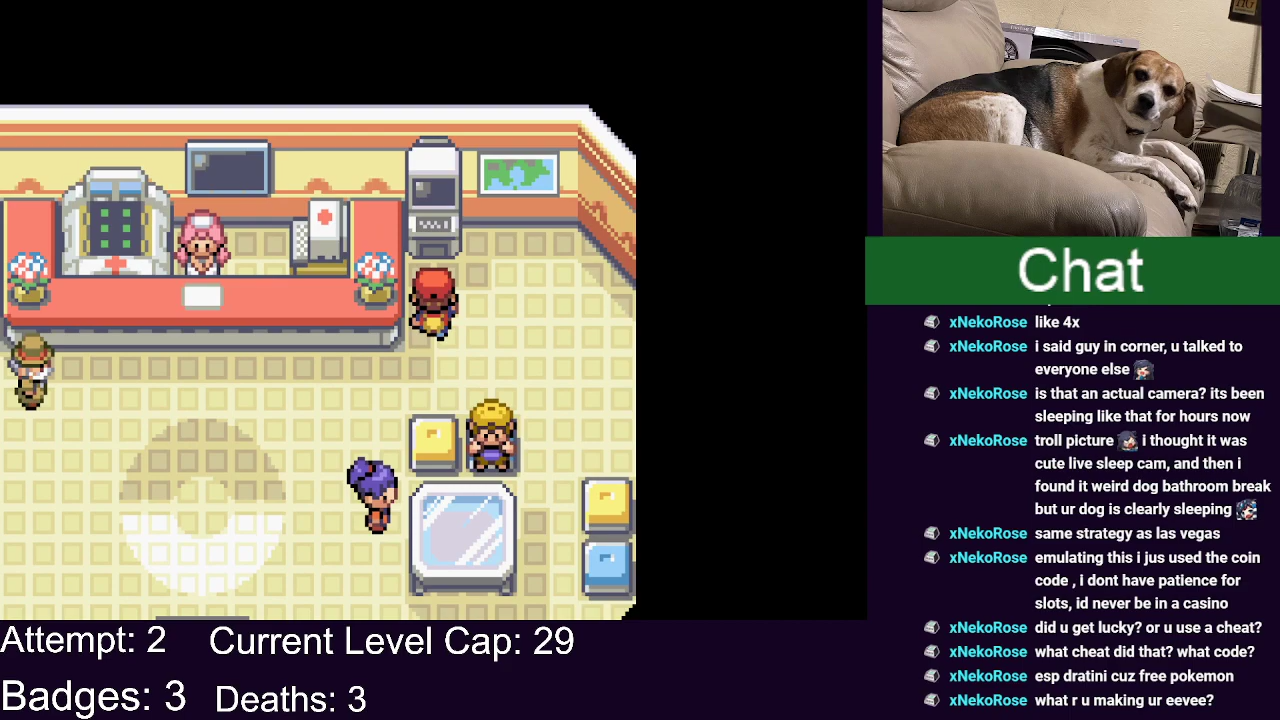 Chat
xNekoRose like 4x
xNekoRose i said guy in corner, u talked to
everyone else
xNekoRose is that an actual camera? its been
sleeping like that for hours now
xNekoRose troll picture i thought it was
cute live sleep cam, and then i
found it weird dog bathroom break
but ur dog is clearly sleeping
xNekoRose same strategy as las vegas
xNekoRose emulating this i jus used the coin
code , i dont have patience for
slots, id never be in a casino
xNekoRose did u get lucky? or u use a cheat?
xNekoRose what cheat did that? what code?
xNekoRose esp dratini cuz free pokemon
xNekoRose what r u making ur eevee?
Attempt: 2 Current Level Cap: 29
Badges: 3 Deaths: 3